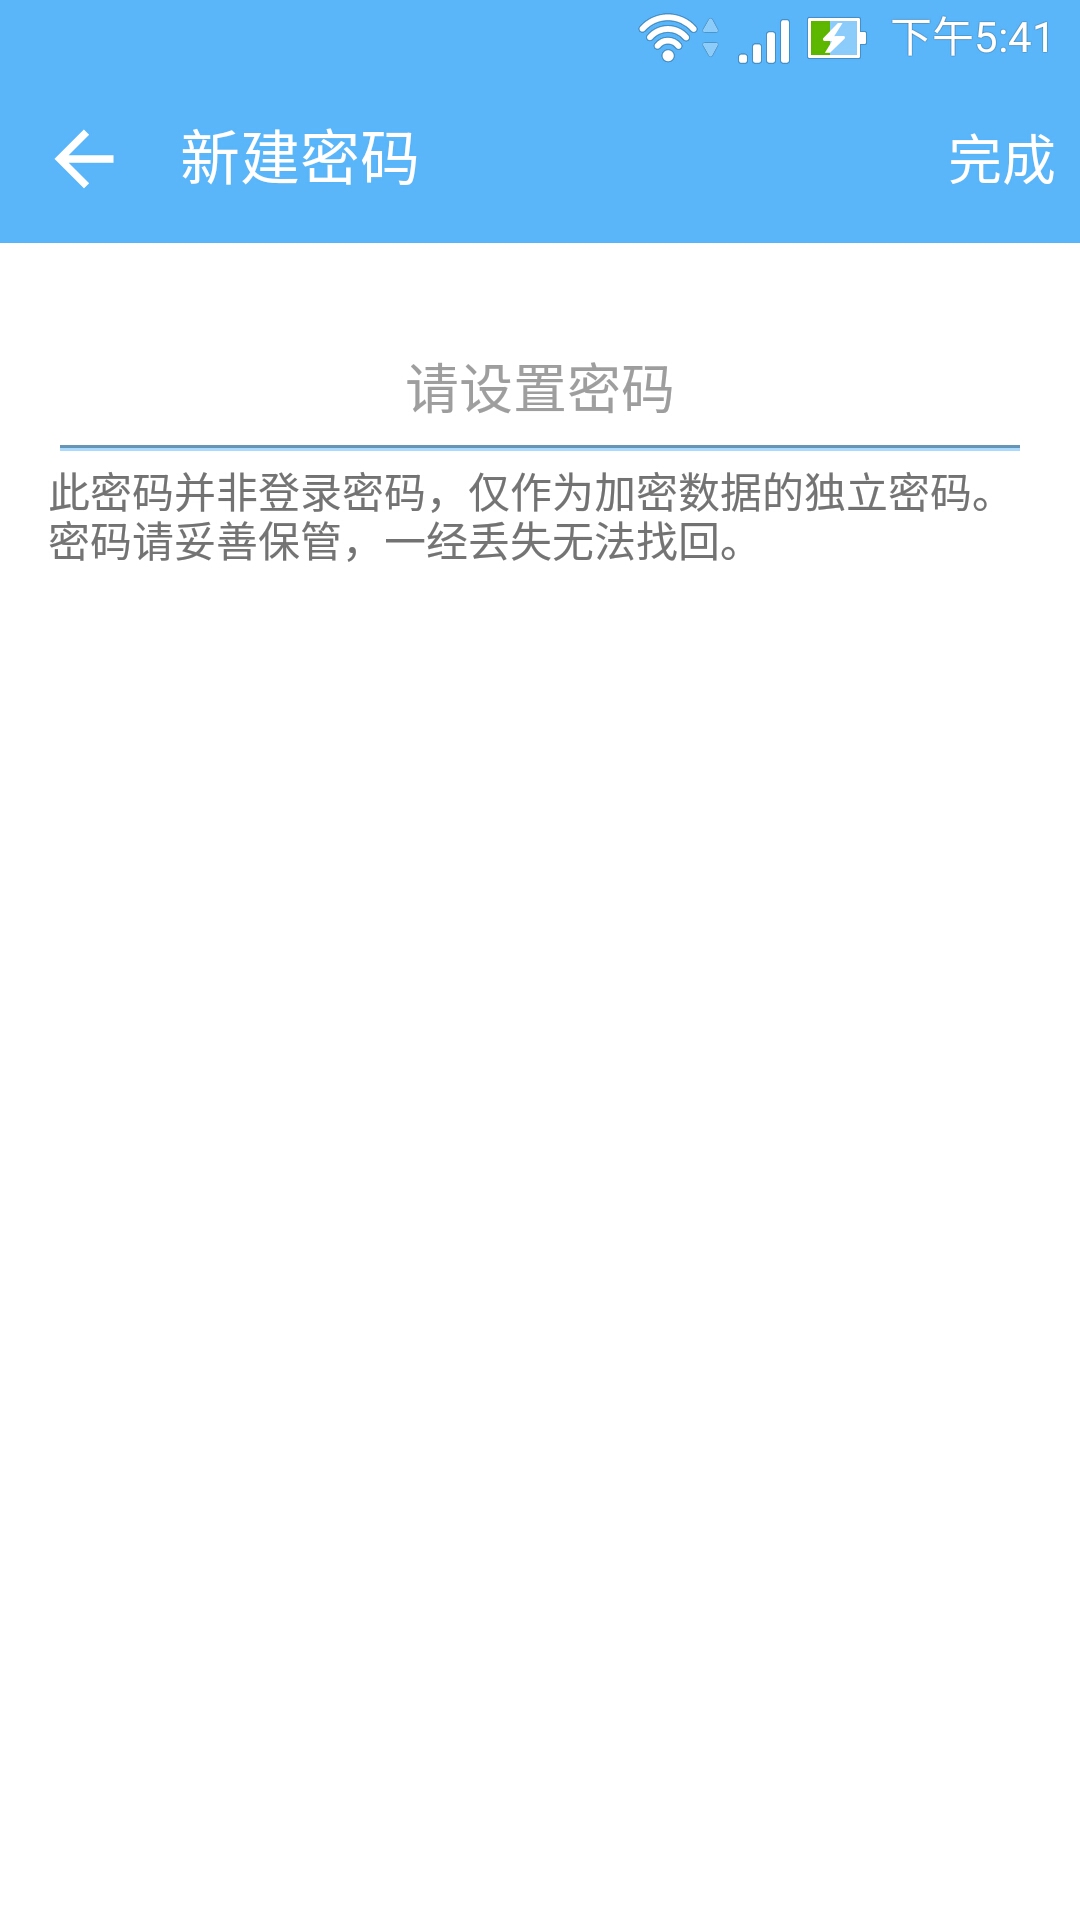 下午5:41
新建密码
完成
请设置密码
此密码并非登录密码，仅作为加密数据的独立密码。
密码请妥善保管，一经丢失无法找回。